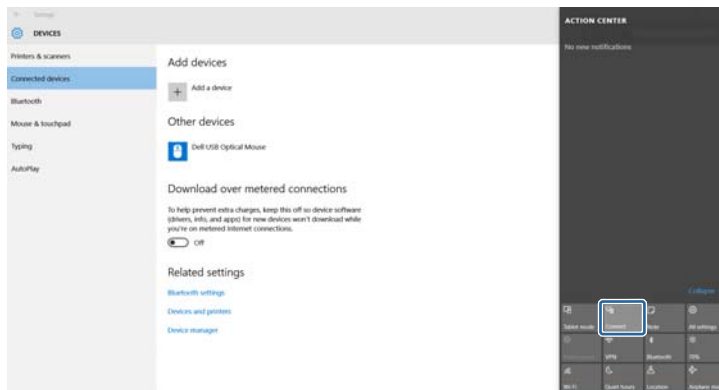 Settings
DEVICES
Printers & scanners
Connected devices
Bluetooth
Mouse & touchpad
Typing
AutoPlay
Add devices
Add a device
Other devices
Dell USB Optical Mouse
Download over metered connections
To help prevent extra charges, keep this off so device software
(drivers, info, and apps) for new devices won't download while
you're on metered Internet connections.
Off
Related settings
Bluetooth settings
Devices and printers
Device manager
ACTION CENTER
No new notifications
Collapse
Tablet mode
Connect
Note
All settings
VPN
Bluetooth
70%
Wi-Fi
Quiet hours
Location
Airplane mo